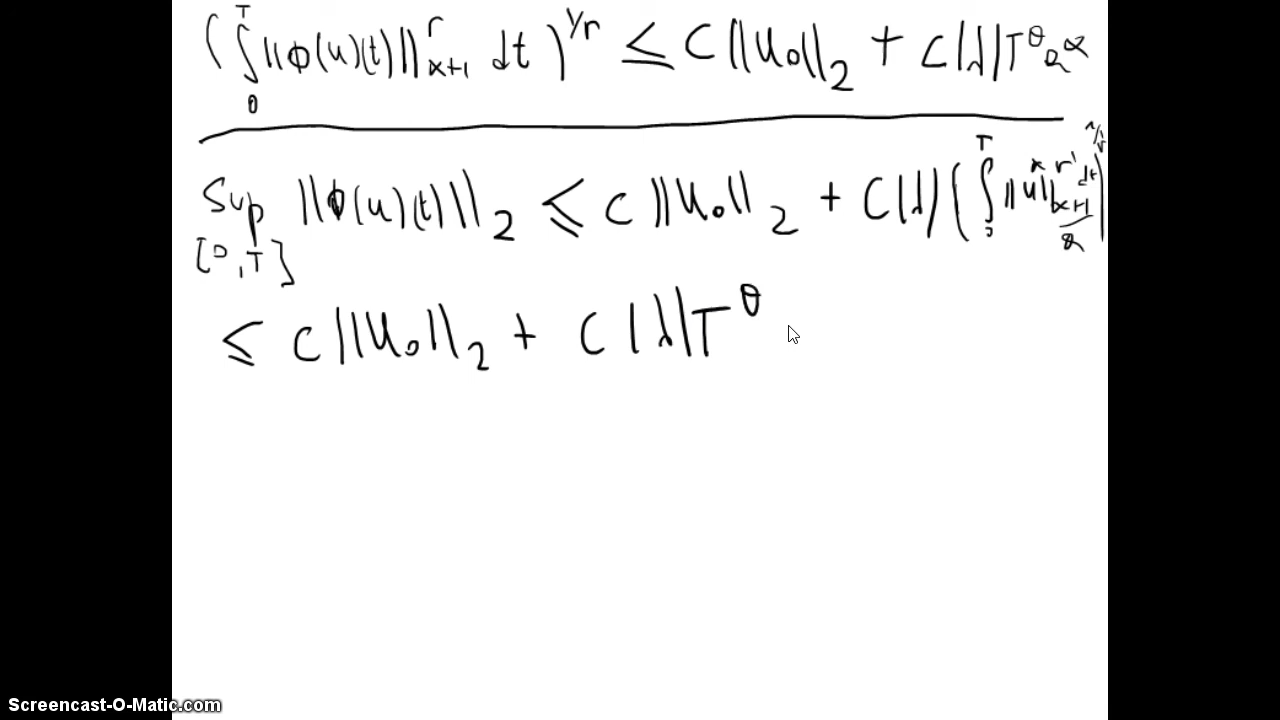 (∫₀ᵀ ||Φ(u)(t)||ʳ_{α+1} dt)^{1/r} ≤ C||u₀||₂ + C|λ|T^θ a^α
Sup_{[0,T]} ||Φ(u)(t)||₂ ≤ C||u₀||₂ + C|λ|(∫₀ᵀ ||u||^{α r'}_{α+1} dt)^{1/r'}
≤ C||u₀||₂ + C|λ|T^θ
Screencast-O-Matic.com